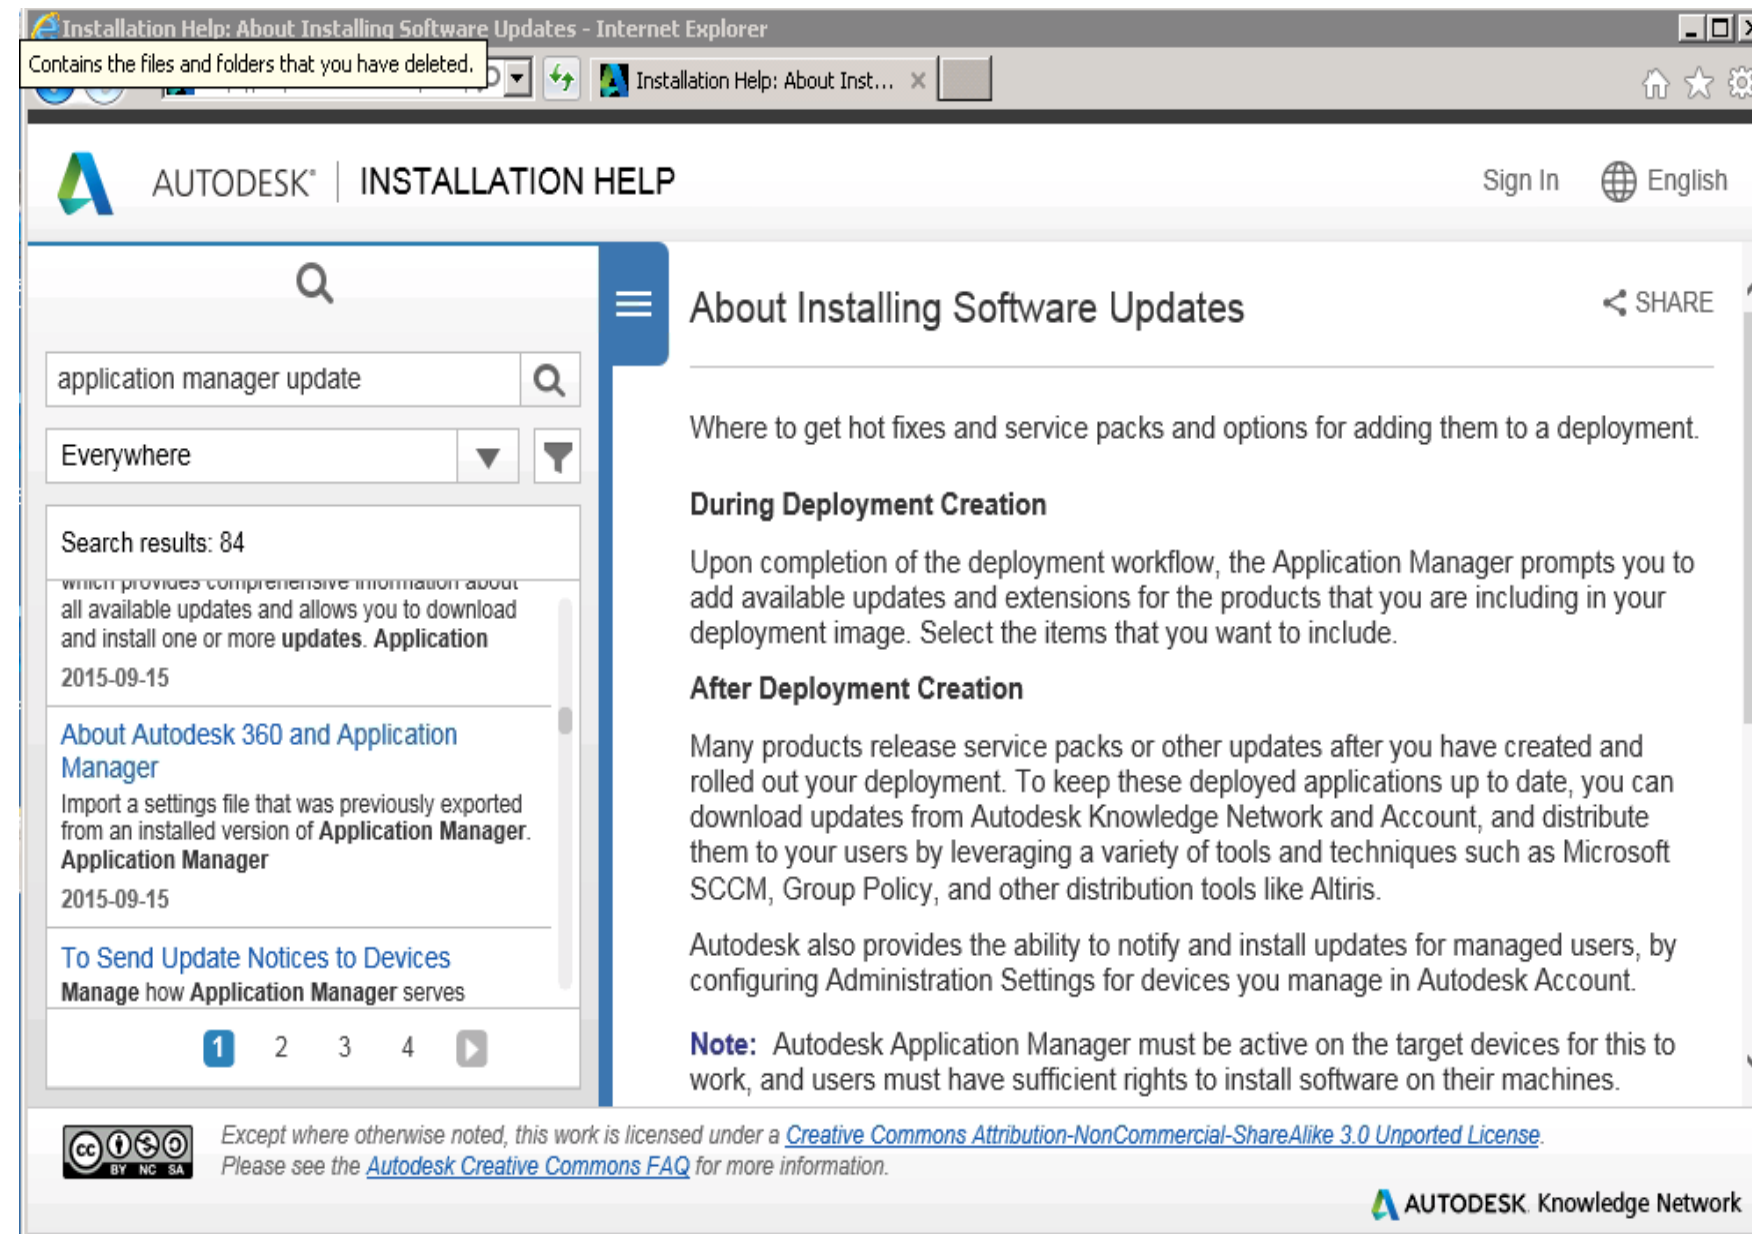 Installation Help: About Installing Software Updates - Internet Explorer
Contains the files and folders that you have deleted.
Installation Help: About Inst...
AUTODESK® | INSTALLATION HELP
Sign In
English
application manager update
Everywhere
Search results: 84
which provides comprehensive information about
all available updates and allows you to download
and install one or more updates. Application
2015-09-15
About Autodesk 360 and Application
Manager
Import a settings file that was previously exported
from an installed version of Application Manager.
Application Manager
2015-09-15
To Send Update Notices to Devices
Manage how Application Manager serves
1 2 3 4
About Installing Software Updates
SHARE
Where to get hot fixes and service packs and options for adding them to a deployment.
During Deployment Creation
Upon completion of the deployment workflow, the Application Manager prompts you to
add available updates and extensions for the products that you are including in your
deployment image. Select the items that you want to include.
After Deployment Creation
Many products release service packs or other updates after you have created and
rolled out your deployment. To keep these deployed applications up to date, you can
download updates from Autodesk Knowledge Network and Account, and distribute
them to your users by leveraging a variety of tools and techniques such as Microsoft
SCCM, Group Policy, and other distribution tools like Altiris.
Autodesk also provides the ability to notify and install updates for managed users, by
configuring Administration Settings for devices you manage in Autodesk Account.
Note: Autodesk Application Manager must be active on the target devices for this to
work, and users must have sufficient rights to install software on their machines.
cc BY NC SA
Except where otherwise noted, this work is licensed under a Creative Commons Attribution-NonCommercial-ShareAlike 3.0 Unported License.
Please see the Autodesk Creative Commons FAQ for more information.
AUTODESK. Knowledge Network